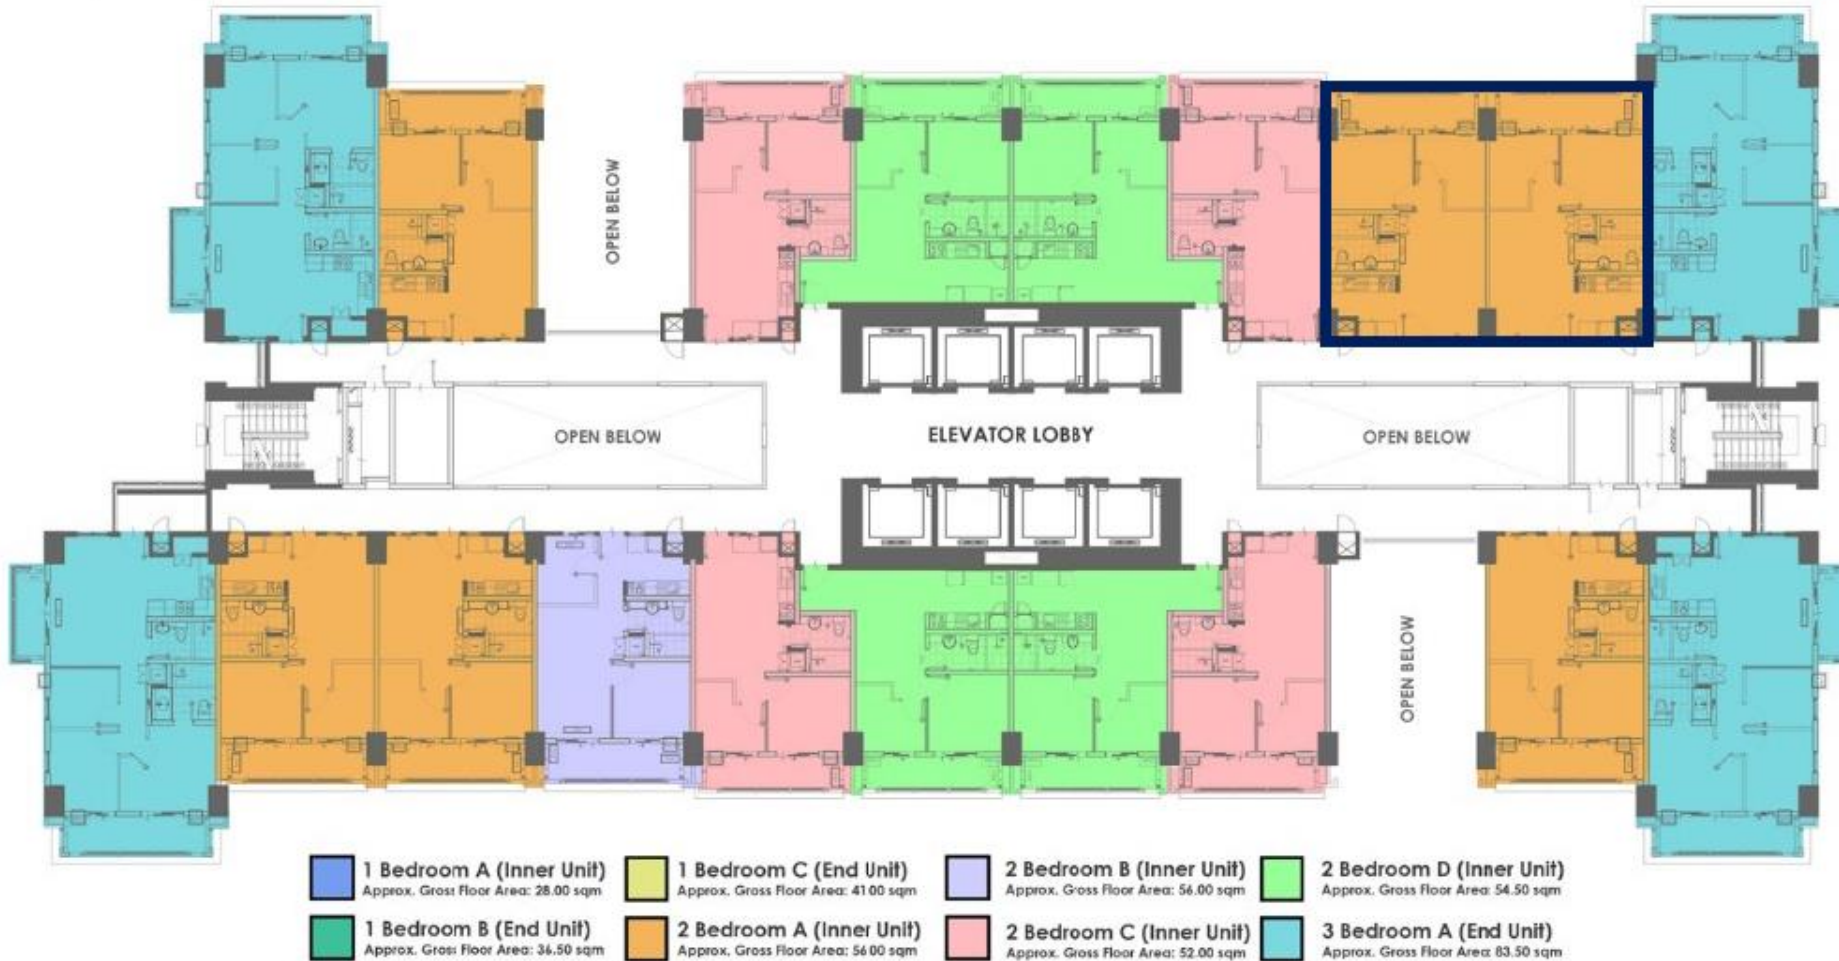 OPEN BELOW
OPEN BELOW
ELEVATOR LOBBY
OPEN BELOW
OPEN BELOW
1 Bedroom A (Inner Unit)
Approx. Gross Floor Area: 28.00 sqm
1 Bedroom C (End Unit)
Approx. Gross Floor Area: 41.00 sqm
2 Bedroom B (Inner Unit)
Approx. Gross Floor Area: 56.00 sqm
2 Bedroom D (Inner Unit)
Approx. Gross Floor Area: 54.50 sqm
1 Bedroom B (End Unit)
Approx. Gross Floor Area: 36.50 sqm
2 Bedroom A (Inner Unit)
Approx. Gross Floor Area: 56.00 sqm
2 Bedroom C (Inner Unit)
Approx. Gross Floor Area: 52.00 sqm
3 Bedroom A (End Unit)
Approx. Gross Floor Area: 83.50 sqm